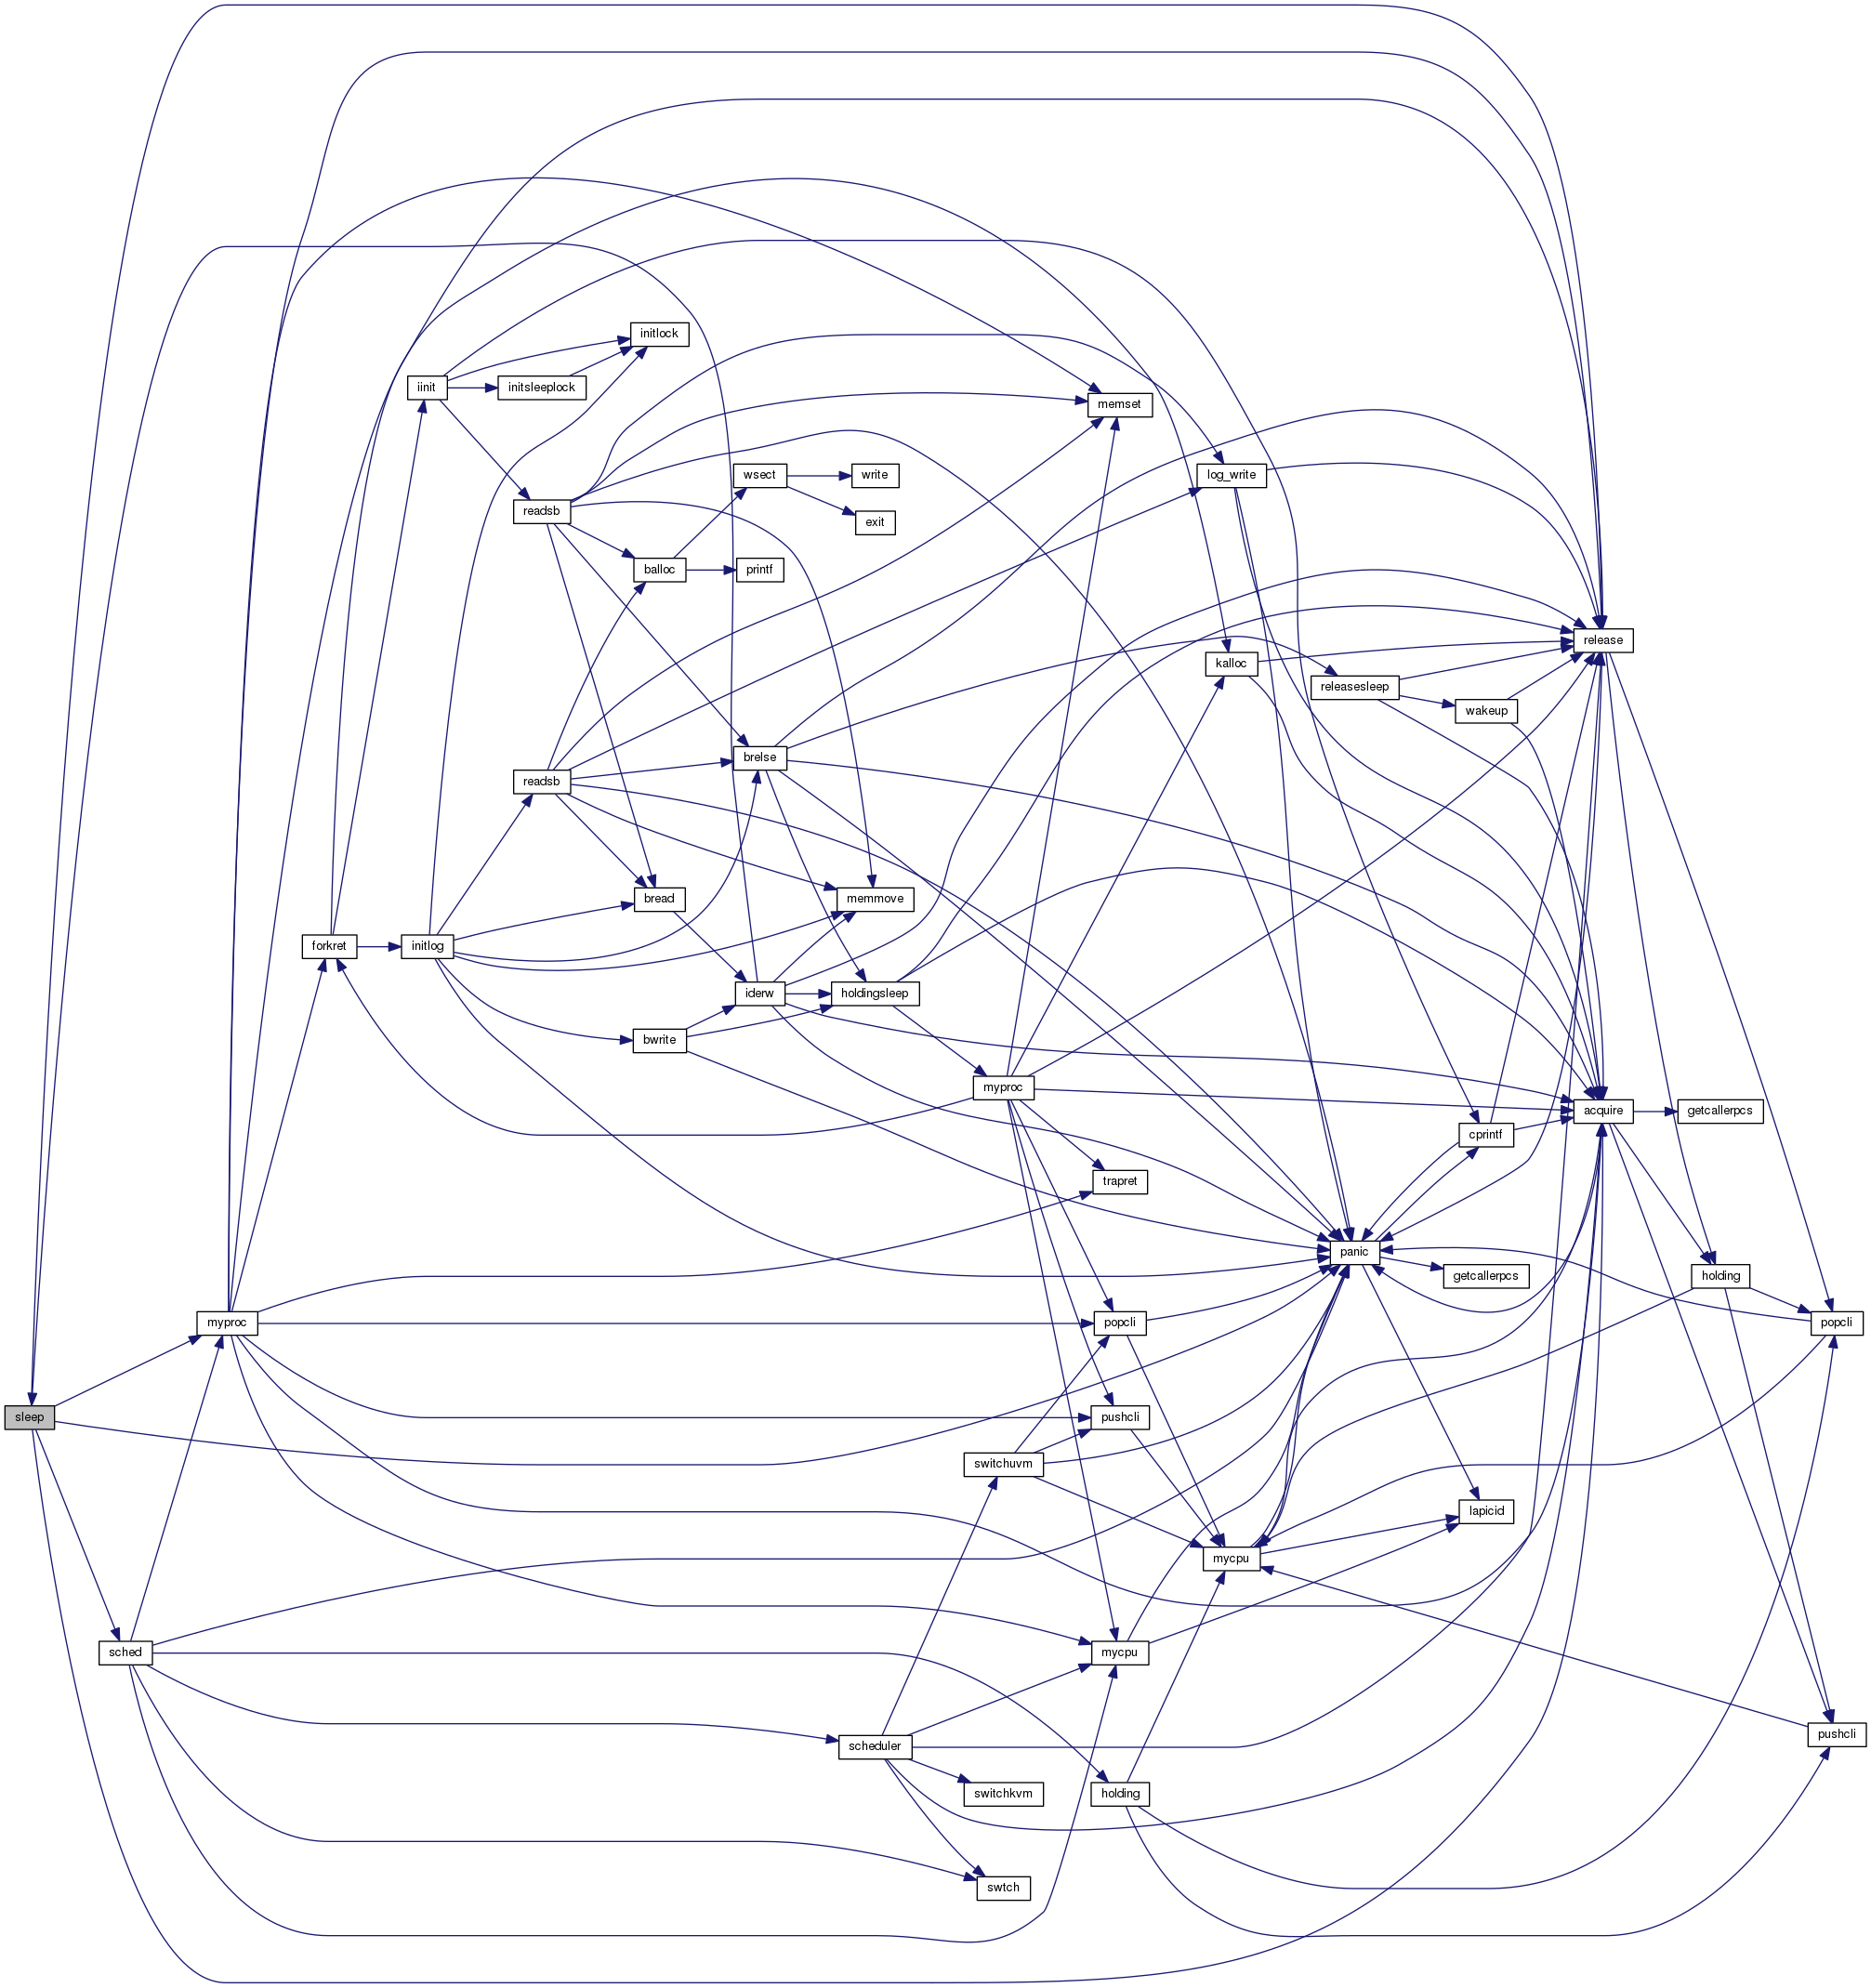 initlock
iinit
initsleeplock
memset
wsect
write
log_write
readsb
exit
balloc
printf
release
kalloc
releasesleep
wakeup
brelse
readsb
bread
memmove
forkret
initlog
iderw
holdingsleep
bwrite
myproc
acquire
getcallerpcs
cprintf
trapret
panic
getcallerpcs
holding
myproc
popcli
popcli
sleep
pushcli
switchuvm
lapicid
mycpu
sched
mycpu
pushcli
scheduler
switchkvm
holding
swtch